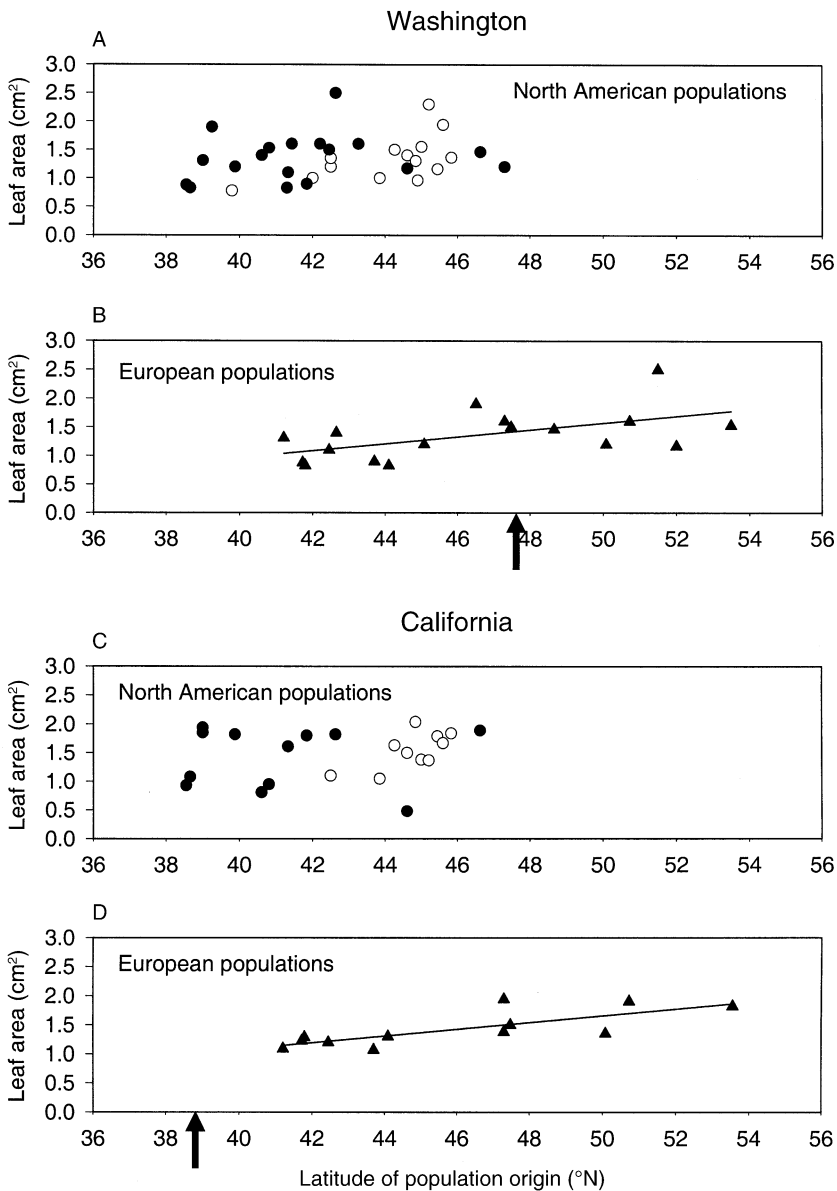 Washington
A
Leaf area (cm²)
3.0
2.5
2.0
1.5
1.0
0.5
0.0
North American populations
36 38 40 42 44 46 48 50 52 54 56
B
Leaf area (cm²)
3.0
2.5
2.0
1.5
1.0
0.5
0.0
European populations
36 38 40 42 44 46 48 50 52 54 56
California
C
Leaf area (cm²)
3.0
2.5
2.0
1.5
1.0
0.5
0.0
North American populations
36 38 40 42 44 46 48 50 52 54 56
D
Leaf area (cm²)
3.0
2.5
2.0
1.5
1.0
0.5
0.0
European populations
36 38 40 42 44 46 48 50 52 54 56
Latitude of population origin (°N)